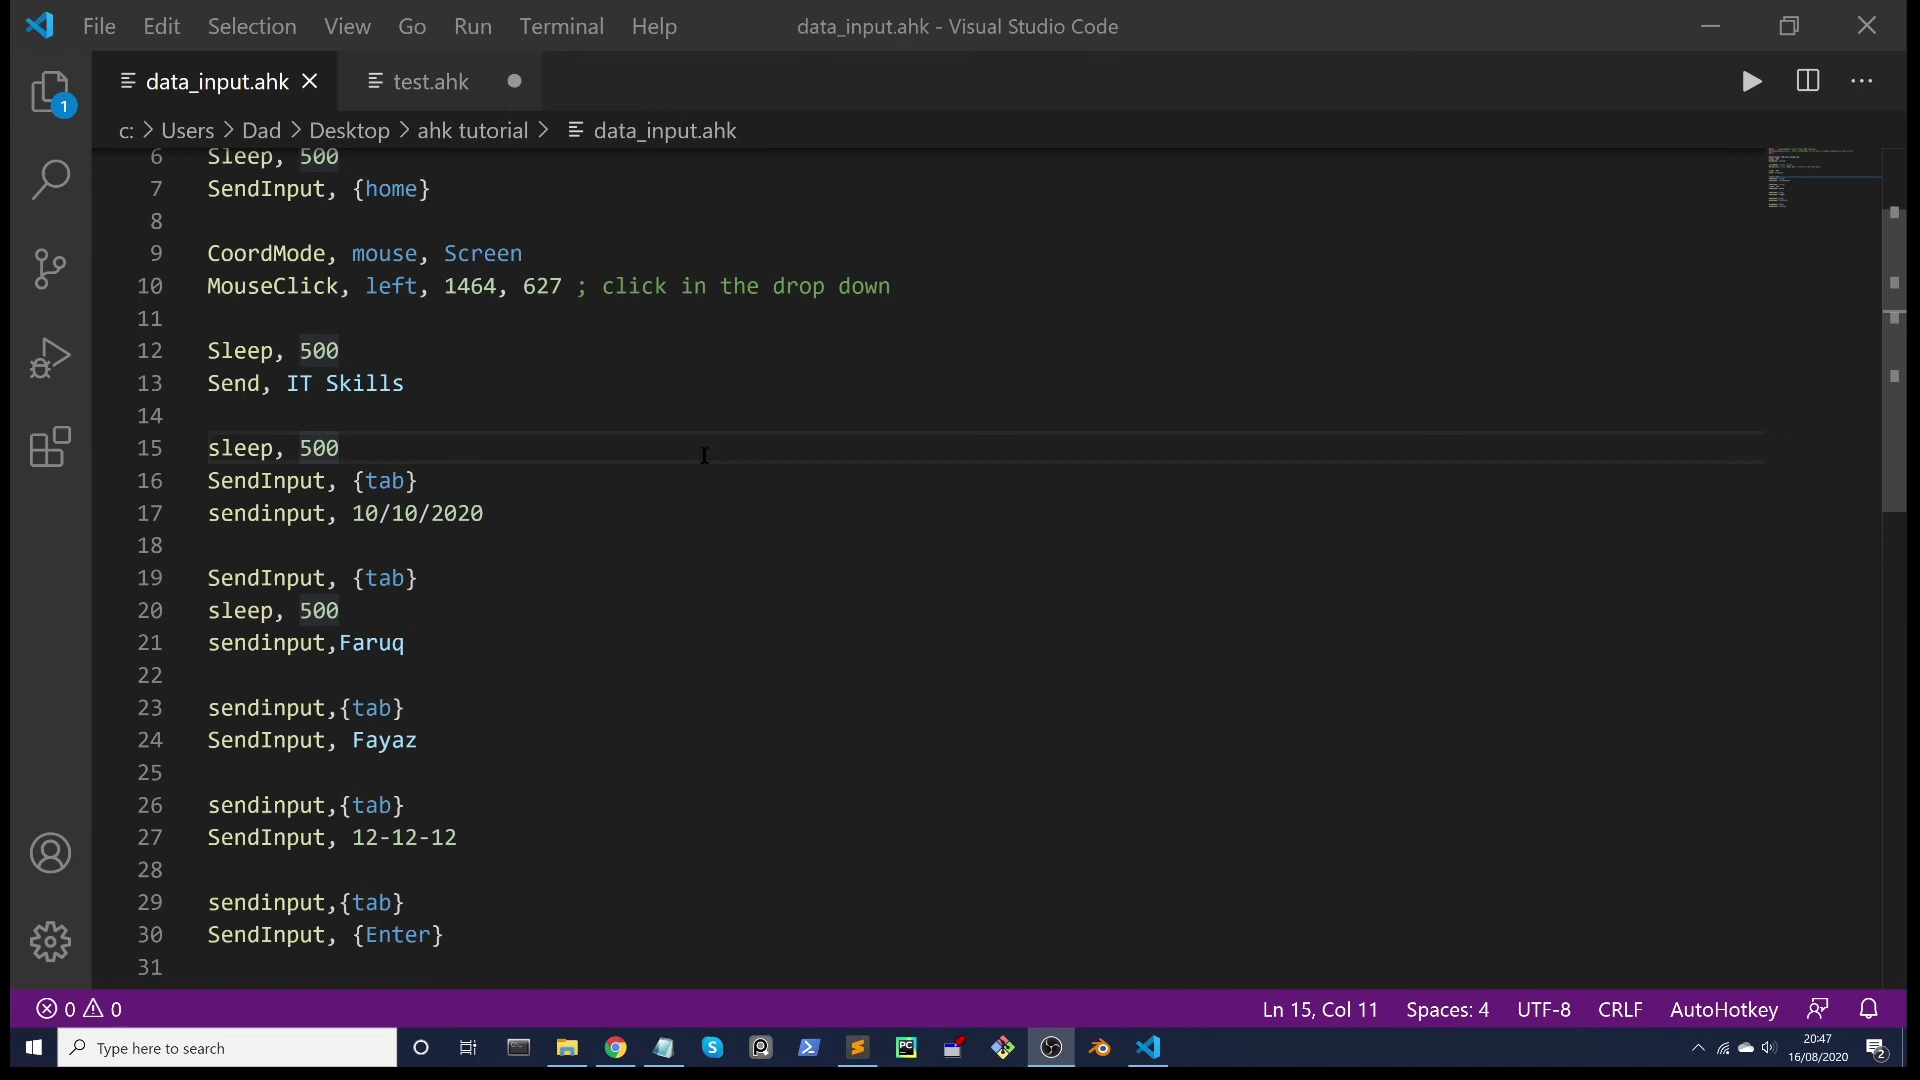 File Edit Selection View Go Run Terminal Help data_input.ahk - Visual Studio Code
data_input.ahk test.ahk
1
c: > Users > Dad > Desktop > ahk tutorial > data_input.ahk
6 Sleep, 500
7 SendInput, {home}
8
9 CoordMode, mouse, Screen
10 MouseClick, left, 1464, 627 ; click in the drop down
11
12 Sleep, 500
13 Send, IT Skills
14
15 sleep, 500
16 SendInput, {tab}
17 sendinput, 10/10/2020
18
19 SendInput, {tab}
20 sleep, 500
21 sendinput,Faruq
22
23 sendinput,{tab}
24 SendInput, Fayaz
25
26 sendinput,{tab}
27 SendInput, 12-12-12
28
29 sendinput,{tab}
30 SendInput, {Enter}
31
0 0 Ln 15, Col 11 Spaces: 4 UTF-8 CRLF AutoHotkey
Type here to search
20:47
16/08/2020
2